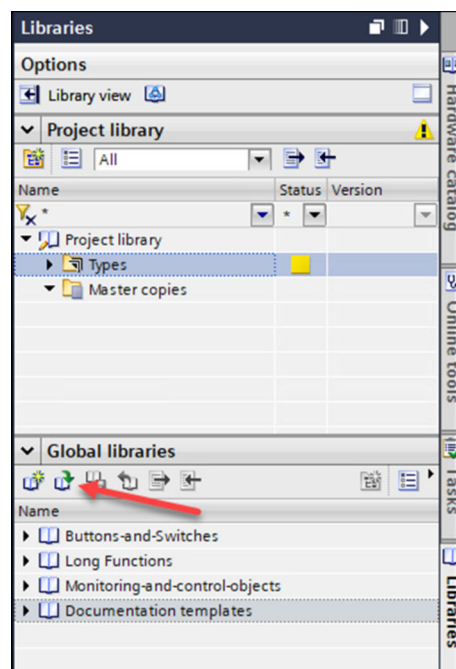 Libraries
Options
Library view
Project library
All
Name Status Version
* *
Project library
Types
Master copies
Global libraries
Name
Buttons-and-Switches
Long Functions
Monitoring-and-control-objects
Documentation templates
Hardware catalog
Online tools
Tasks
Libraries